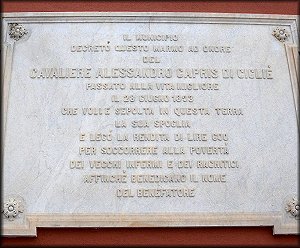 IL MUNICIPIO
DECRETÒ QUESTO MARMO AD ONORE
DEL
CAVALIERE ALESSANDRO CAPRIS DI CIGLIÈ
PASSATO ALLA VITA MIGLIORE
IL 28 GIUGNO 1893
CHE VOLLE SEPOLTA IN QUESTA TERRA
LA SUA SPOGLIA
E LEGÒ LA RENDITA DI LIRE 600
PER SOCCORRERE ALLA POVERTÀ
DEI VECCHI INFERMI E DEI RACHITICI
AFFINCHÈ BENEDICANO IL NOME
DEL BENEFATTORE